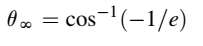 θ∞ = cos⁻¹(−1/e)